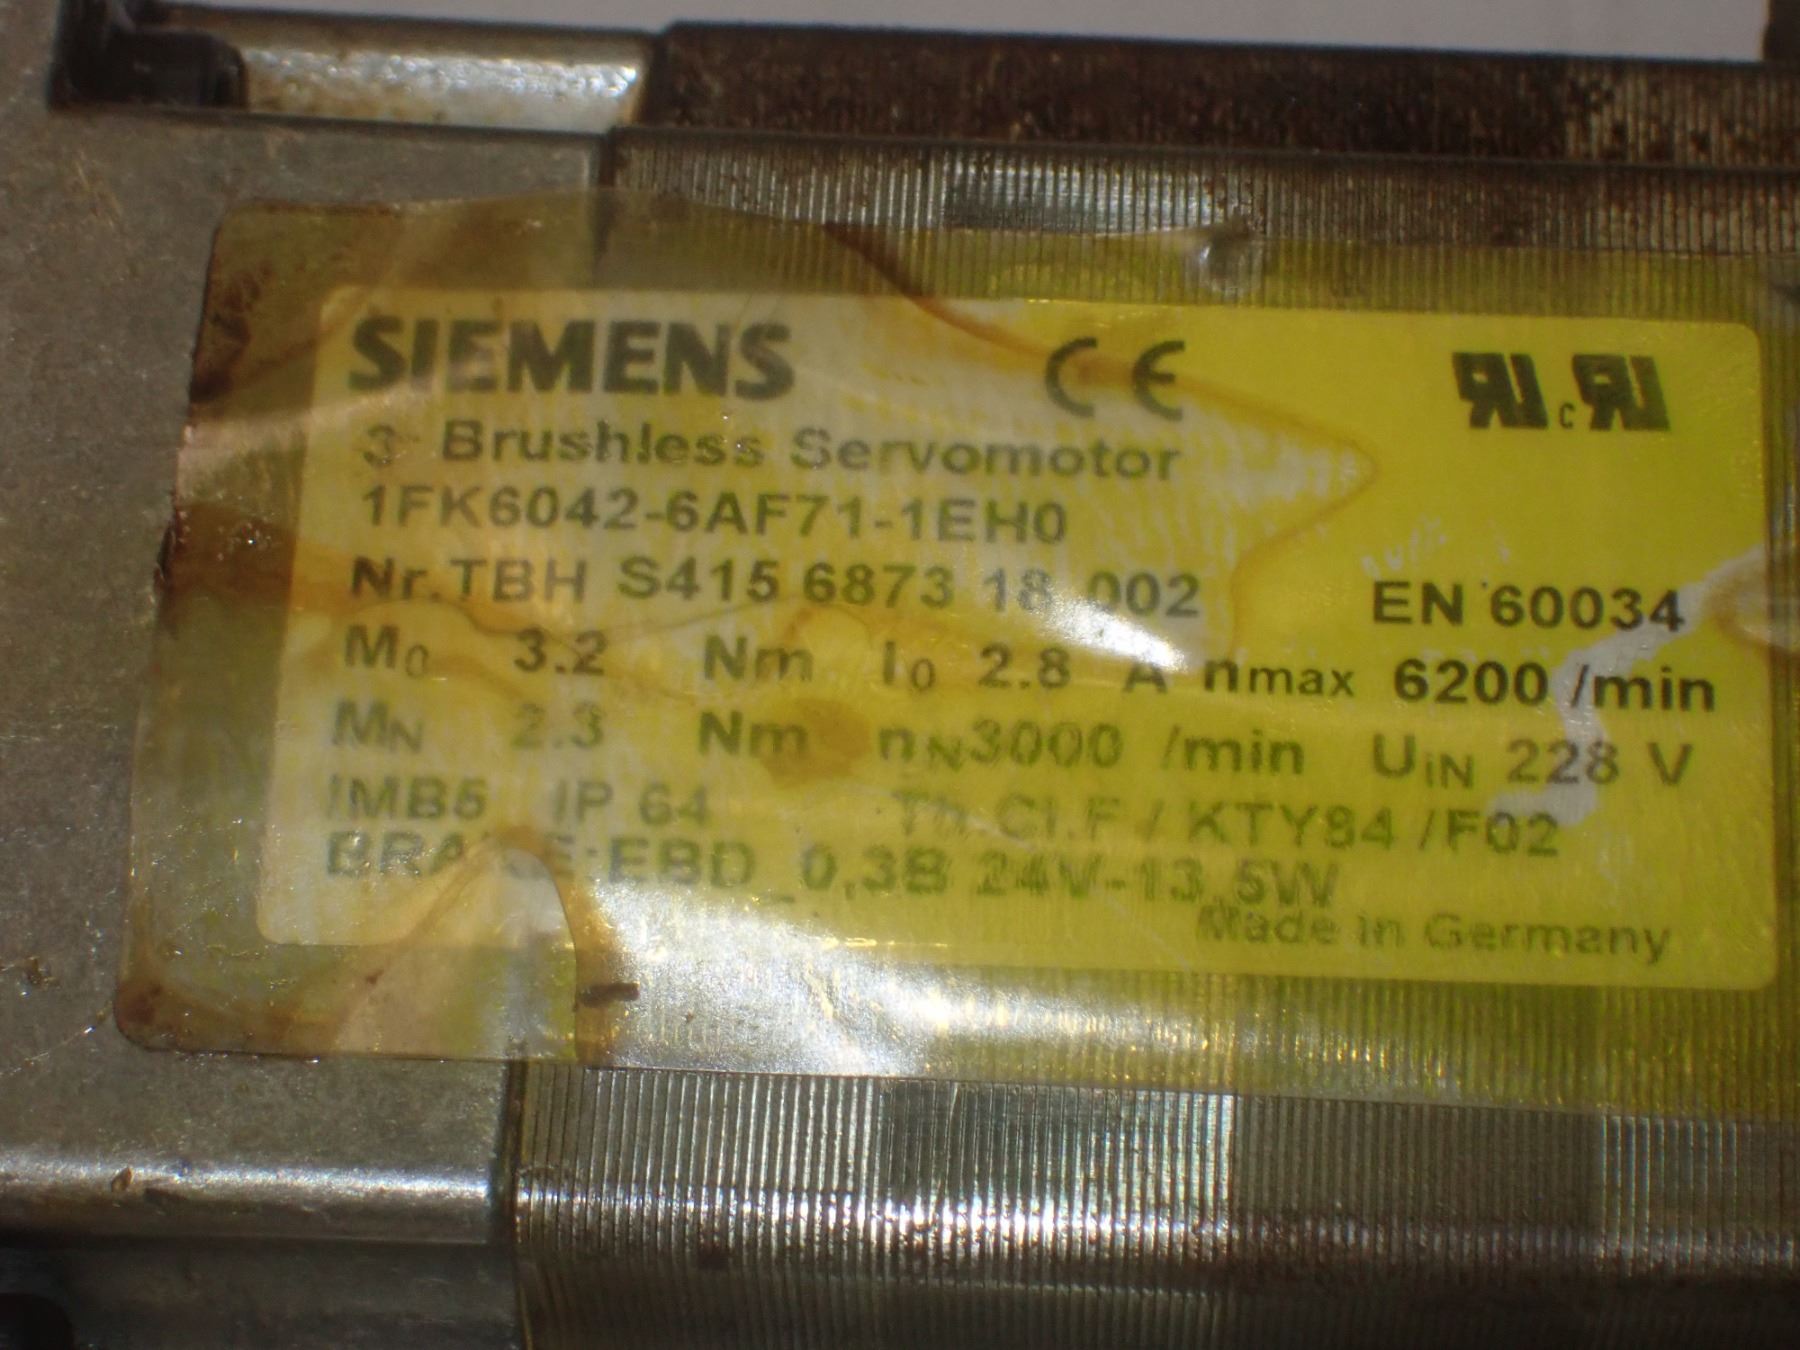 SIEMENS CE
3~ Brushless Servomotor
1FK6042-6AF71-1EH0
Nr.TBH S415 6873 18 002 EN 60034
M0 3.2 Nm I0 2.8 A nmax 6200 /min
MN 2.3 Nm nN3000 /min UiN 228 V
IMB5 IP 64 Th.Cl.F / KTY84 /F02
EBD_0,3B 24V-13,5W
Made in Germany